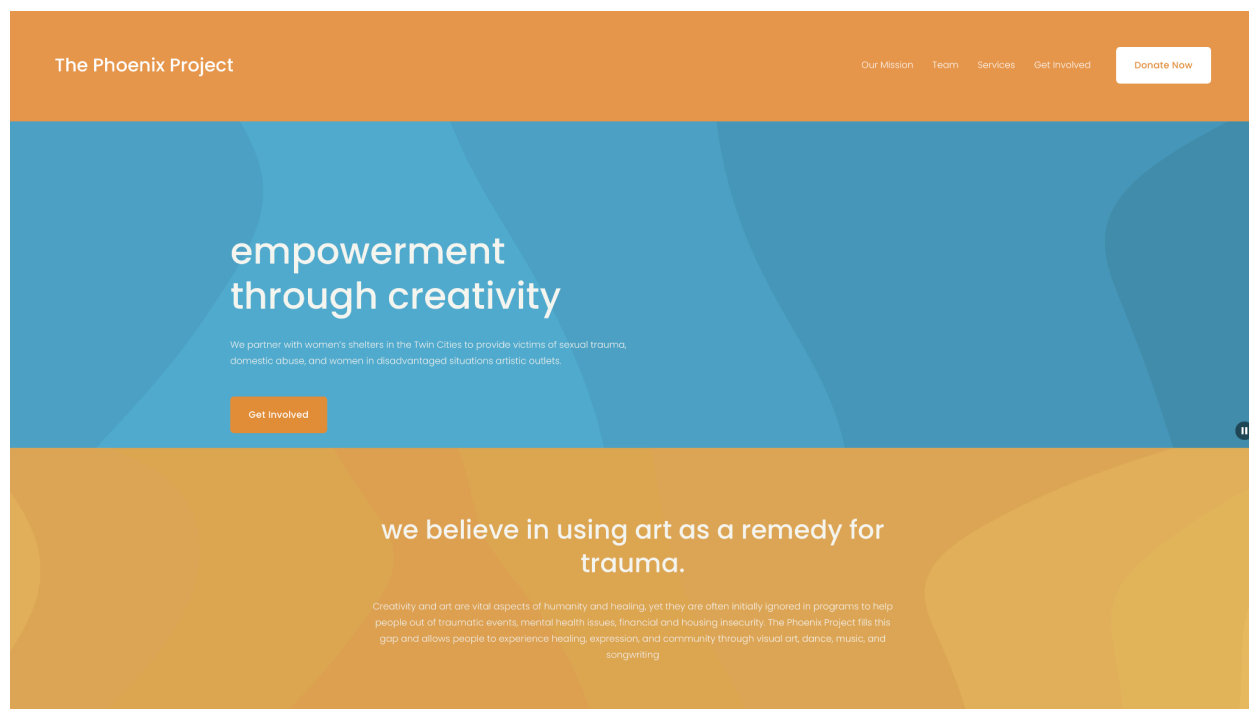 The Phoenix Project
Our Mission
Team
Services
Get Involved
Donate Now
empowerment
through creativity
We partner with women's shelters in the Twin Cities to provide victims of sexual trauma,
domestic abuse, and women in disadvantaged situations artistic outlets.
Get Involved
we believe in using art as a remedy for
trauma.
Creativity and art are vital aspects of humanity and healing, yet they are often initially ignored in programs to help
people out of traumatic events, mental health issues, financial and housing insecurity. The Phoenix Project fills this
gap and allows people to experience healing, expression, and community through visual art, dance, music, and
songwriting